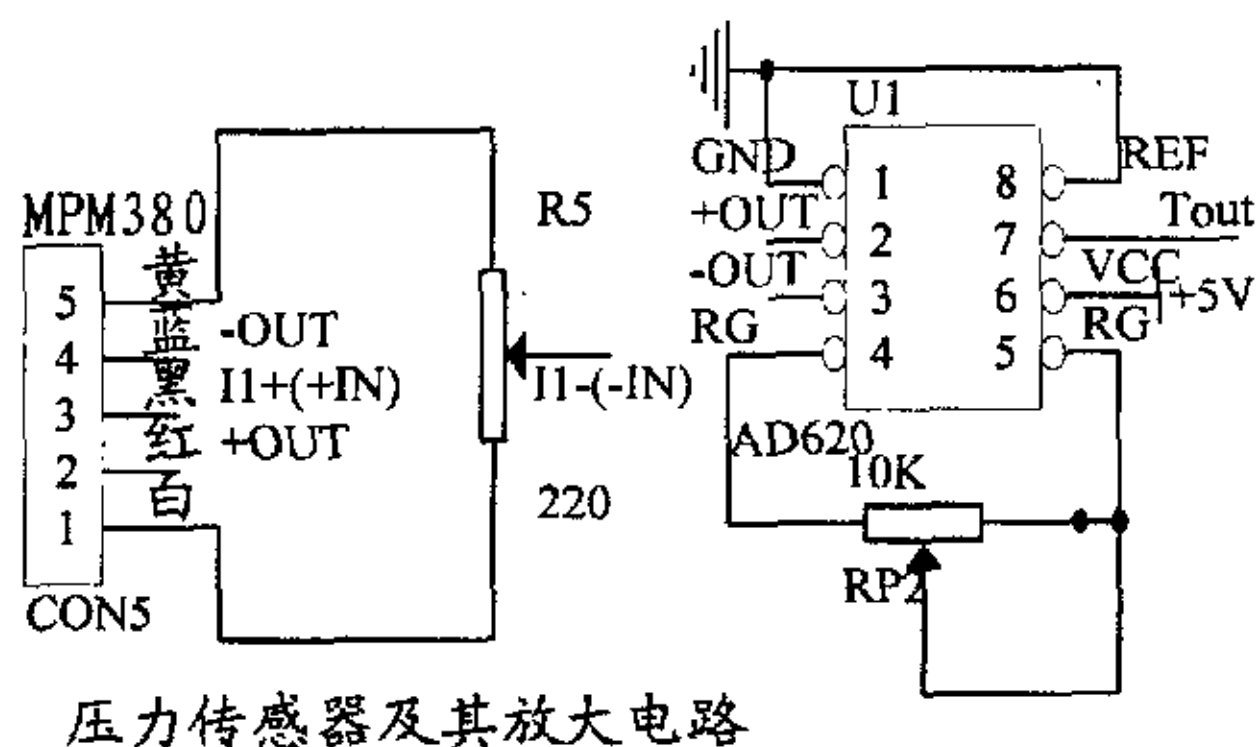 MPM380
5
4
3
2
1
黄
蓝
黑
红
白
-OUT
I1+(+IN)
+OUT
CON5
R5
I1-(-IN)
220
U1
GND
+OUT
-OUT
RG
1
2
3
4
8
7
6
5
REF
Tout
VCC
+5V
RG
AD620
10K
RP2
压力传感器及其放大电路